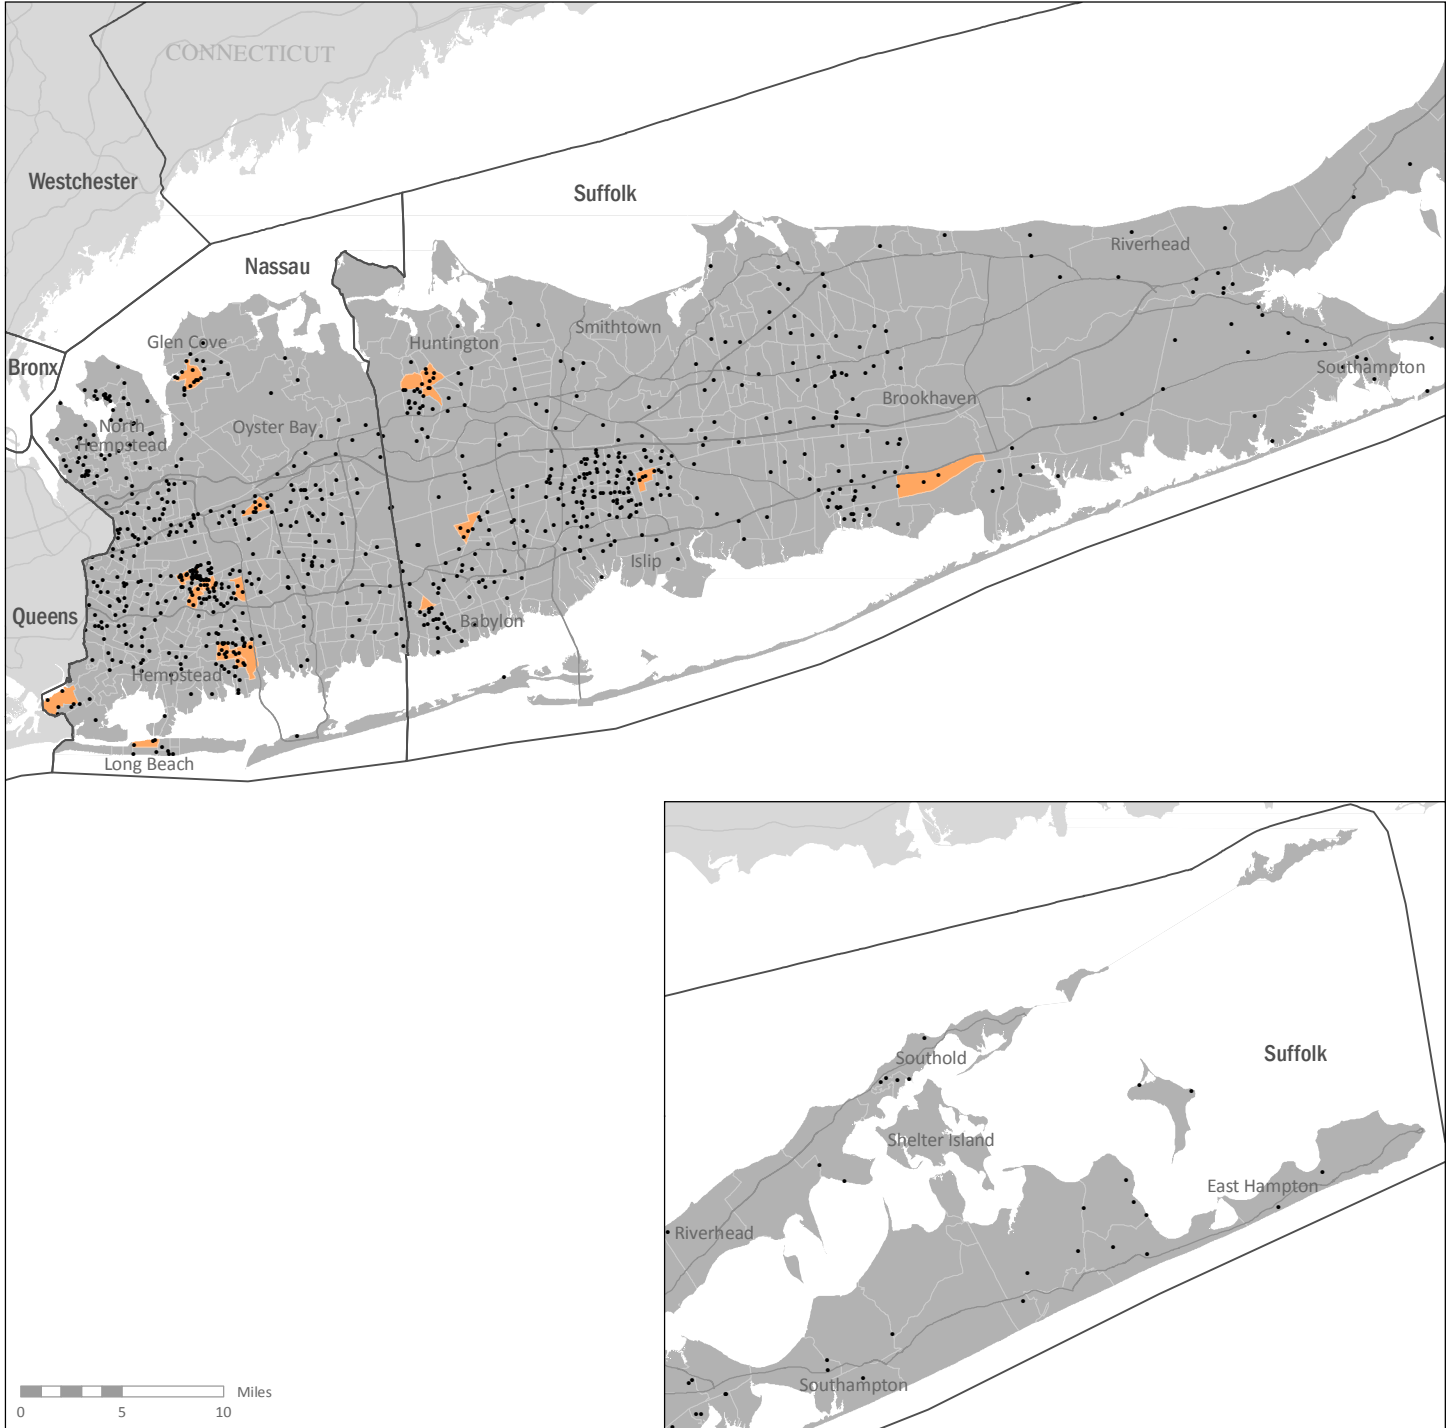 CONNECTICUT
Westchester
Suffolk
Nassau
Riverhead
Smithtown
Glen Cove
Huntington
Bronx
Southampton
Brookhaven
North
Hempstead
Oyster Bay
Islip
Queens
Babylon
Hempstead
Long Beach
Southold
Suffolk
Shelter Island
East Hampton
Riverhead
Southampton
Miles
0 5 10